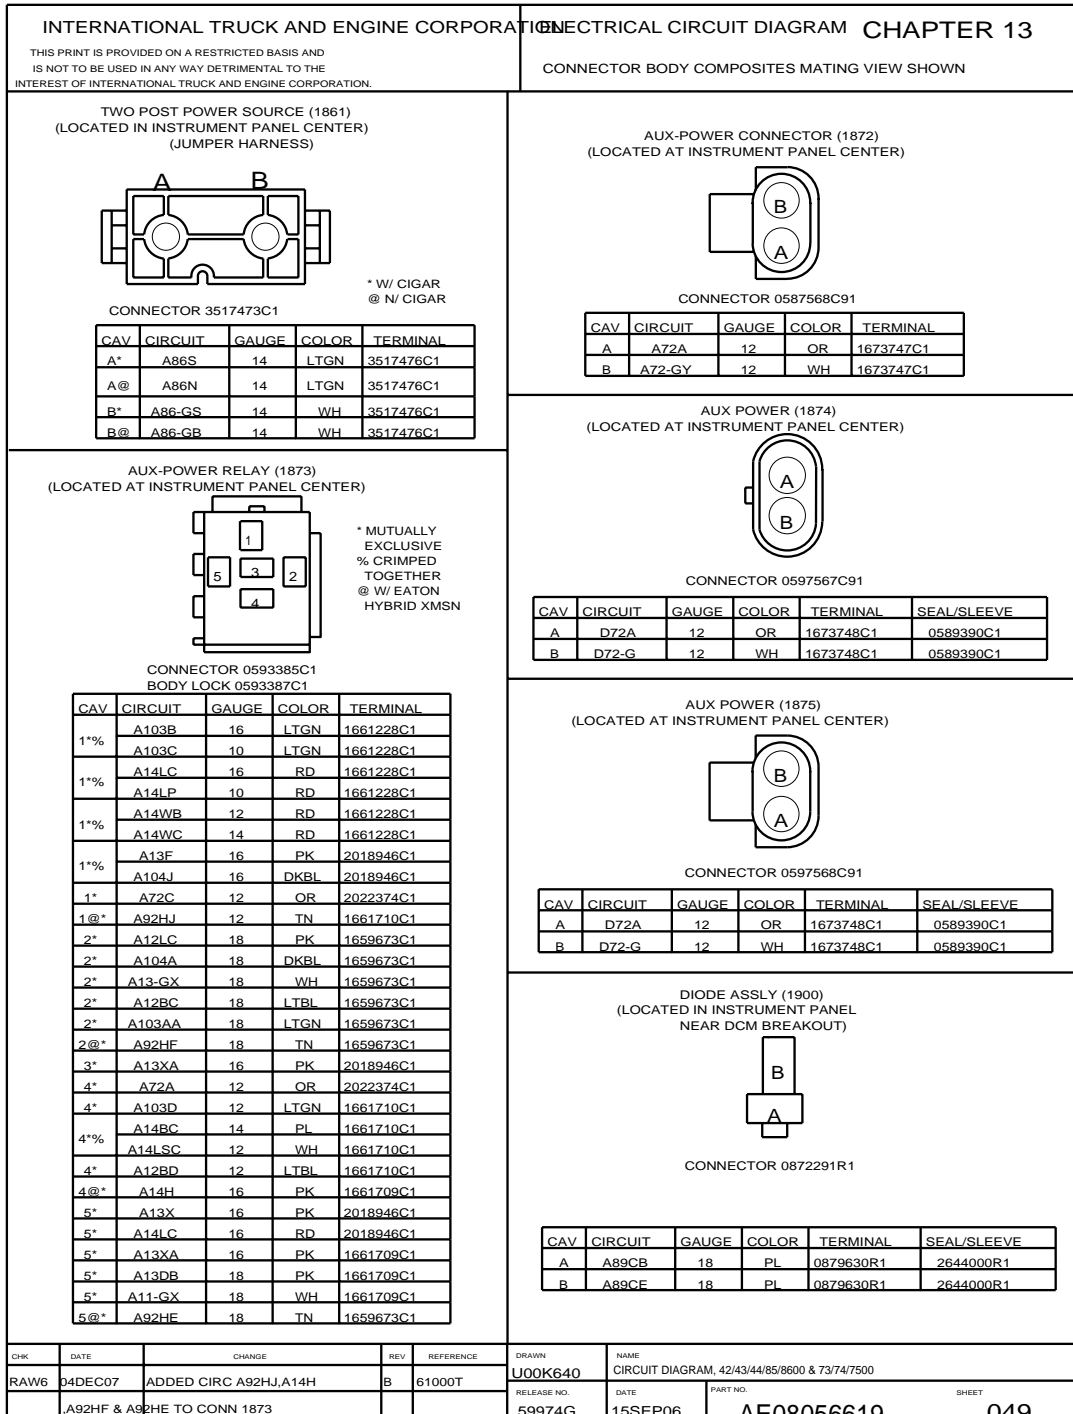 INTERNATIONAL TRUCK AND ENGINE CORPORATION
THIS PRINT IS PROVIDED ON A RESTRICTED BASIS AND
IS NOT TO BE USED IN ANY WAY DETRIMENTAL TO THE
INTEREST OF INTERNATIONAL TRUCK AND ENGINE CORPORATION.
ELECTRICAL CIRCUIT DIAGRAM CHAPTER 13
CONNECTOR BODY COMPOSITES MATING VIEW SHOWN
TWO POST POWER SOURCE (1861)
(LOCATED IN INSTRUMENT PANEL CENTER)
(JUMPER HARNESS)
A B
* W/ CIGAR
@ N/ CIGAR
CONNECTOR 3517473C1
CAV CIRCUIT GAUGE COLOR TERMINAL
A* A86S 14 LTGN 3517476C1
A@ A86N 14 LTGN 3517476C1
B* A86-GS 14 WH 3517476C1
B@ A86-GB 14 WH 3517476C1
AUX-POWER RELAY (1873)
(LOCATED AT INSTRUMENT PANEL CENTER)
1
5 3 2
4
* MUTUALLY
EXCLUSIVE
% CRIMPED
TOGETHER
@ W/ EATON
HYBRID XMSN
CONNECTOR 0593385C1
BODY LOCK 0593387C1
CAV CIRCUIT GAUGE COLOR TERMINAL
1*% A103B 16 LTGN 1661228C1
A103C 10 LTGN 1661228C1
1*% A14LC 16 RD 1661228C1
A14LP 10 RD 1661228C1
1*% A14WB 12 RD 1661228C1
A14WC 14 RD 1661228C1
1*% A13F 16 PK 2018946C1
A104J 16 DKBL 2018946C1
1* A72C 12 OR 2022374C1
1@* A92HJ 12 TN 1661710C1
2* A12LC 18 PK 1659673C1
2* A104A 18 DKBL 1659673C1
2* A13-GX 18 WH 1659673C1
2* A12BC 18 LTBL 1659673C1
2* A103AA 18 LTGN 1659673C1
2@* A92HF 18 TN 1659673C1
3* A13XA 16 PK 2018946C1
4* A72A 12 OR 2022374C1
4* A103D 12 LTGN 1661710C1
4*% A14BC 14 PL 1661710C1
A14LSC 12 WH 1661710C1
4* A12BD 12 LTBL 1661710C1
4@* A14H 16 PK 1661709C1
5* A13X 16 PK 2018946C1
5* A14LC 16 RD 2018946C1
5* A13XA 16 PK 1661709C1
5* A13DB 18 PK 1661709C1
5* A11-GX 18 WH 1661709C1
5@* A92HE 18 TN 1659673C1
AUX-POWER CONNECTOR (1872)
(LOCATED AT INSTRUMENT PANEL CENTER)
B
A
CONNECTOR 0587568C91
CAV CIRCUIT GAUGE COLOR TERMINAL
A A72A 12 OR 1673747C1
B A72-GY 12 WH 1673747C1
AUX POWER (1874)
(LOCATED AT INSTRUMENT PANEL CENTER)
A
B
CONNECTOR 0597567C91
CAV CIRCUIT GAUGE COLOR TERMINAL SEAL/SLEEVE
A D72A 12 OR 1673748C1 0589390C1
B D72-G 12 WH 1673748C1 0589390C1
AUX POWER (1875)
(LOCATED AT INSTRUMENT PANEL CENTER)
B
A
CONNECTOR 0597568C91
CAV CIRCUIT GAUGE COLOR TERMINAL SEAL/SLEEVE
A D72A 12 OR 1673748C1 0589390C1
B D72-G 12 WH 1673748C1 0589390C1
DIODE ASSLY (1900)
(LOCATED IN INSTRUMENT PANEL
NEAR DCM BREAKOUT)
B
A
CONNECTOR 0872291R1
CAV CIRCUIT GAUGE COLOR TERMINAL SEAL/SLEEVE
A A89CB 18 PL 0879630R1 2644000R1
B A89CE 18 PL 0879630R1 2644000R1
CHK DATE CHANGE REV REFERENCE
RAW6 04DEC07 ADDED CIRC A92HJ,A14H B 61000T
,A92HF & A92HE TO CONN 1873
DRAWN NAME
U00K640 CIRCUIT DIAGRAM, 42/43/44/85/8600 & 73/74/7500
RELEASE NO. DATE PART NO. SHEET
59974G 15SEP06 AE08056619 049